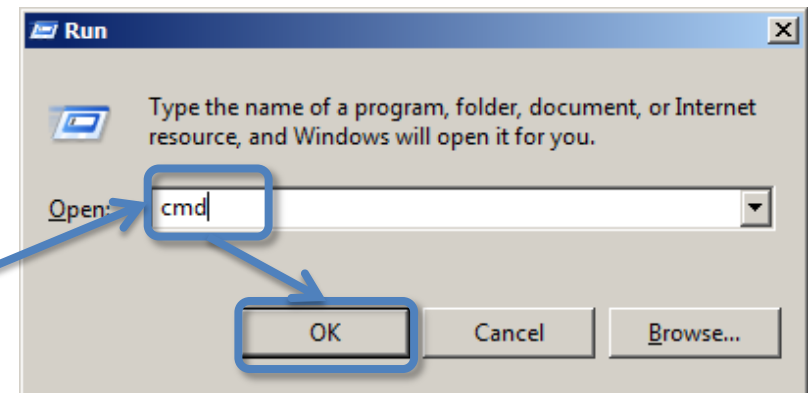 Run
Type the name of a program, folder, document, or Internet
resource, and Windows will open it for you.
Open: cmd
OK Cancel Browse...